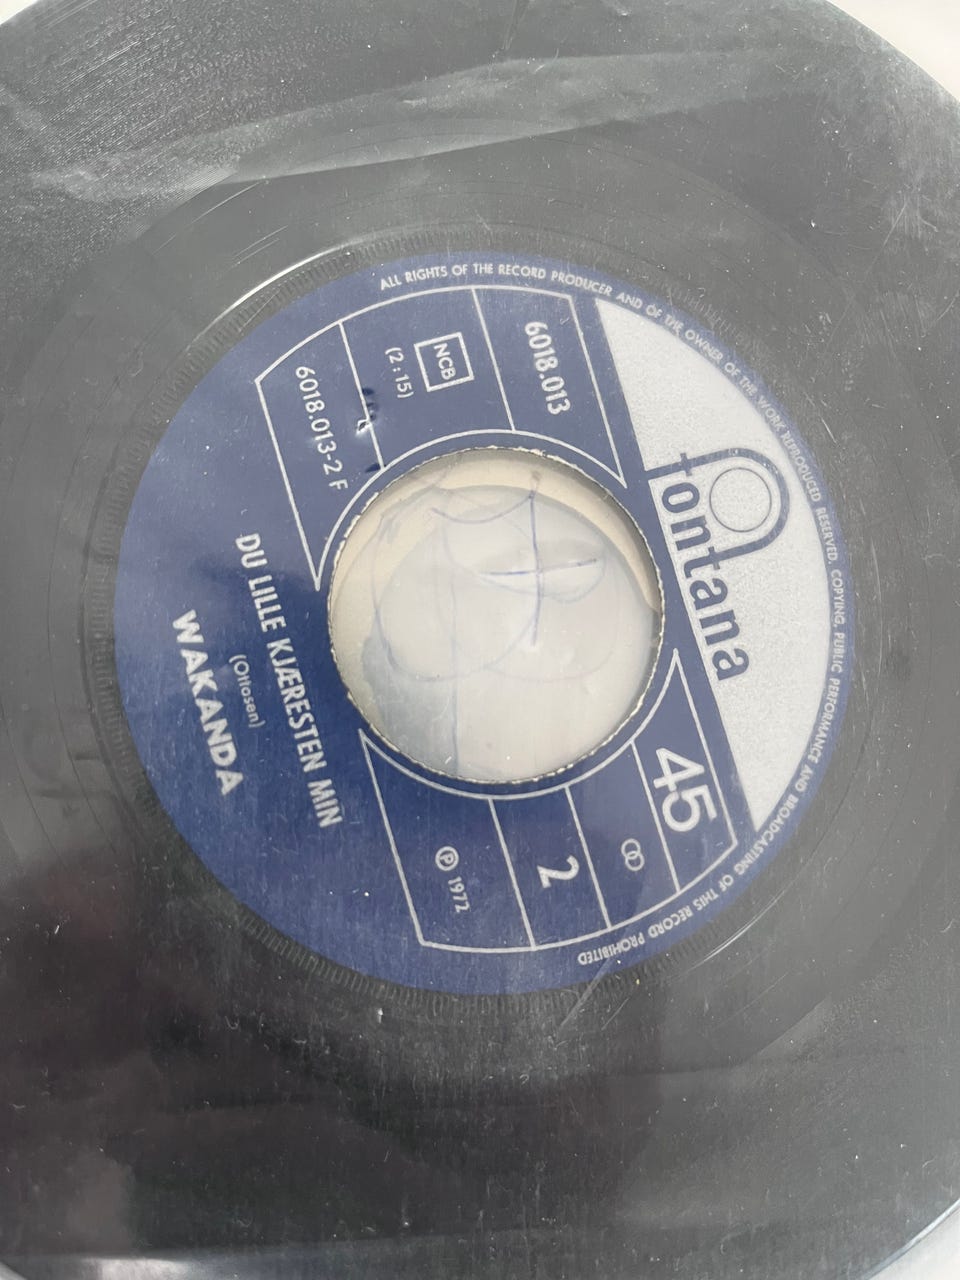 ALL RIGHTS OF THE RECORD PRODUCER AND OF THE OWNER OF THE WORK REPRODUCED RESERVED. COPYING, PUBLIC PERFORMANCE AND BROADCASTING OF THIS RECORD PROHIBITED
fontana
6018.013
NCB
(2:15)
6018.013-2 F
45
2
℗ 1972
DU LILLE KJÆRESTEN MIN
(Ottosen)
WAKANDA